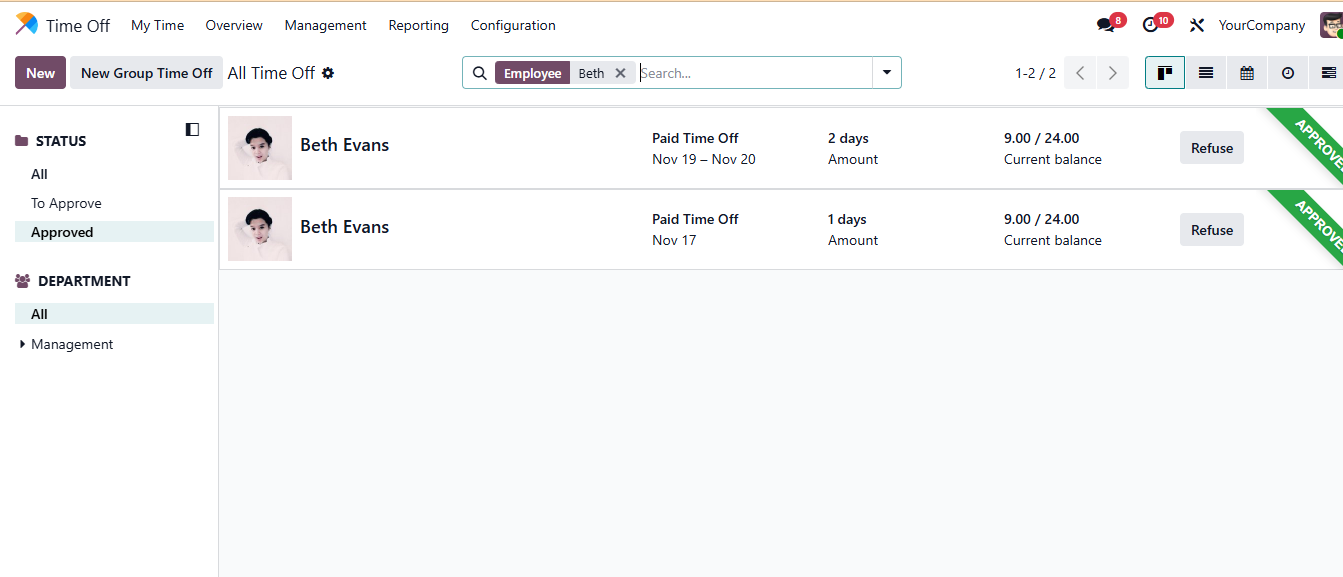 Time Off My Time Overview Management Reporting Configuration 8 10 YourCompany
New New Group Time Off All Time Off Employee Beth Search... 1-2 / 2
STATUS
All
To Approve
Approved
DEPARTMENT
All
Management
Beth Evans
Paid Time Off
Nov 19 – Nov 20
2 days
Amount
9.00 / 24.00
Current balance
Refuse
Beth Evans
Paid Time Off
Nov 17
1 days
Amount
9.00 / 24.00
Current balance
Refuse